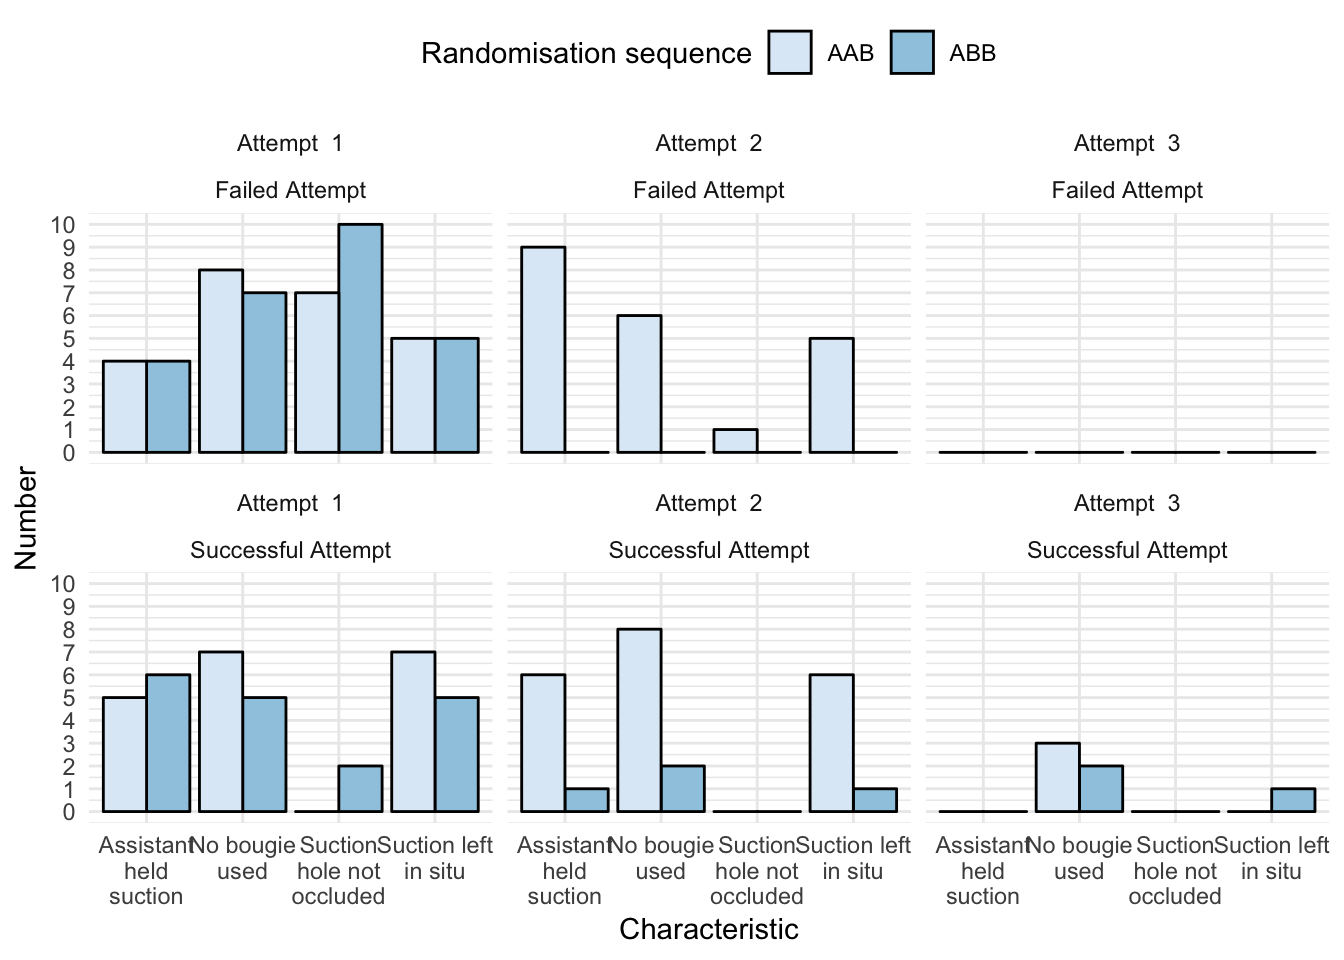 Randomisation sequence AAB ABB
Attempt 1 Attempt 2 Attempt 3
Failed Attempt Failed Attempt Failed Attempt
10
9
8
7
6
5
4
3
2
1
0
Number
Attempt 1 Attempt 2 Attempt 3
Successful Attempt Successful Attempt Successful Attempt
10
9
8
7
6
5
4
3
2
1
0
Assistant No bougie Suction Suction left Assistant No bougie Suction Suction left Assistant No bougie Suction Suction left
held used hole not in situ held used hole not in situ held used hole not in situ
suction occluded suction occluded suction occluded
Characteristic